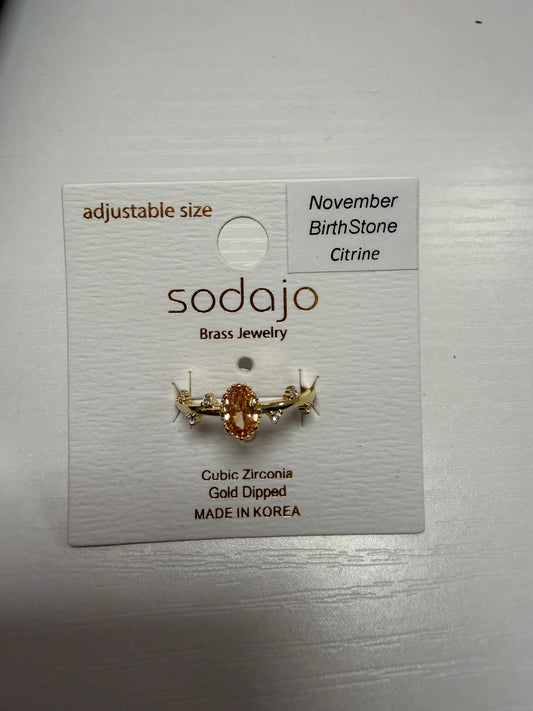 adjustable size
November
BirthStone
Citrine
sodajo
Brass Jewelry
Cubic Zirconia
Gold Dipped
MADE IN KOREA